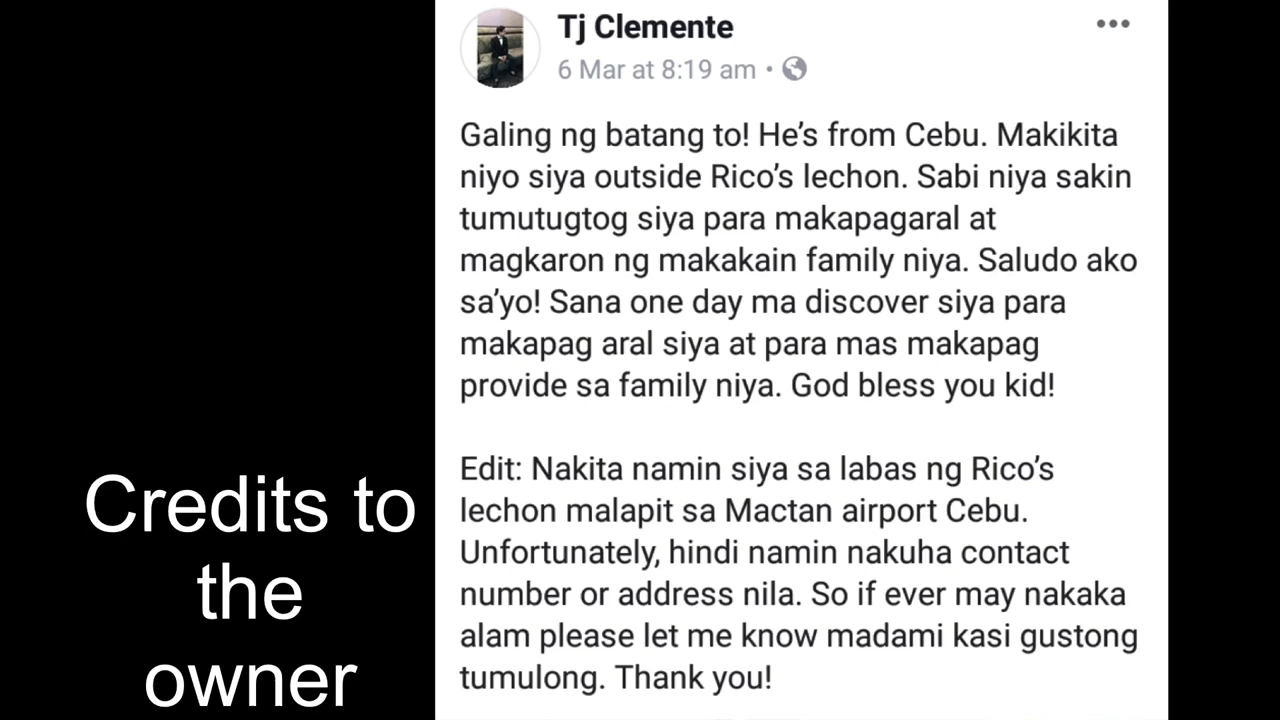 Tj Clemente
6 Mar at 8:19 am •
Galing ng batang to! He’s from Cebu. Makikita
niyo siya outside Rico’s lechon. Sabi niya sakin
tumutugtog siya para makapagaral at
magkaron ng makakain family niya. Saludo ako
sa’yo! Sana one day ma discover siya para
makapag aral siya at para mas makapag
provide sa family niya. God bless you kid!
Edit: Nakita namin siya sa labas ng Rico’s
lechon malapit sa Mactan airport Cebu.
Unfortunately, hindi namin nakuha contact
number or address nila. So if ever may nakaka
alam please let me know madami kasi gustong
tumulong. Thank you!
Credits to
the
owner